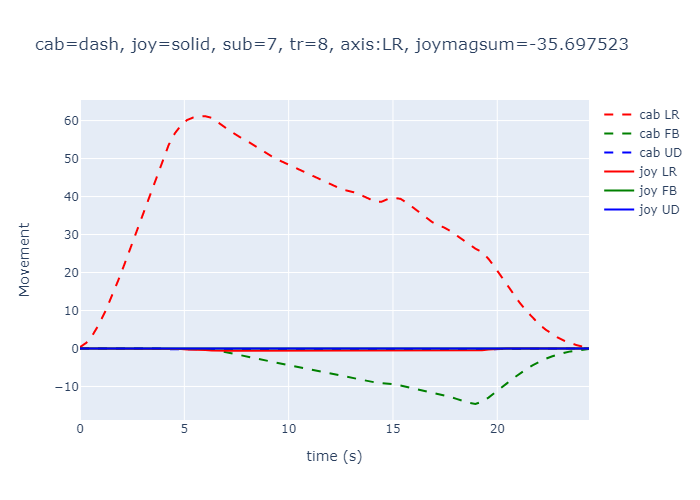 cab=dash, joy=solid, sub=7, tr=8, axis:LR, joymagsum=-35.697523
60
50
40
30
20
10
0
−10
Movement
0
5
10
15
20
time (s)
cab LR
cab FB
cab UD
joy LR
joy FB
joy UD